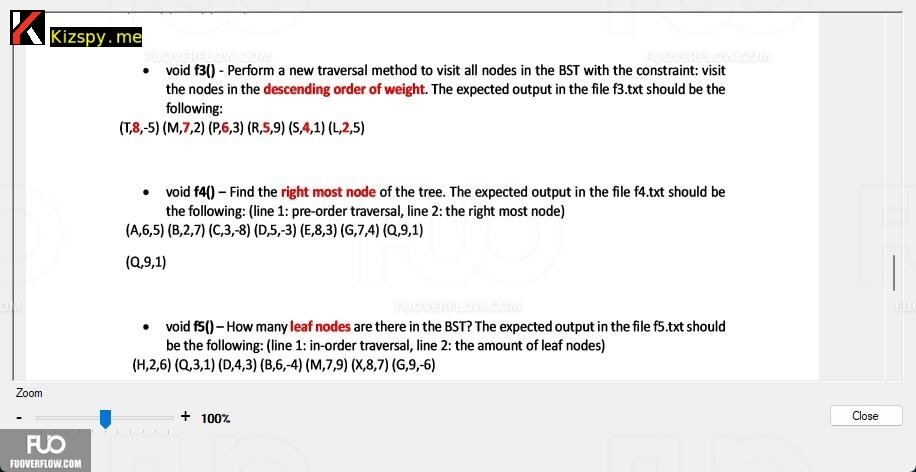 Kizspy.me
FUOVERFLOW.COM FUOVERFLOW.COM
• void f3() - Perform a new traversal method to visit all nodes in the BST with the constraint: visit
the nodes in the descending order of weight. The expected output in the file f3.txt should be the
following:
(T,8,-5) (M,7,2) (P,6,3) (R,5,9) (S,4,1) (L,2,5)
• void f4() – Find the right most node of the tree. The expected output in the file f4.txt should be
the following: (line 1: pre-order traversal, line 2: the right most node)
(A,6,5) (B,2,7) (C,3,-8) (D,5,-3) (E,8,3) (G,7,4) (Q,9,1)
(Q,9,1)
FUOVERFLOW.COM
• void f5() – How many leaf nodes are there in the BST? The expected output in the file f5.txt should
be the following: (line 1: in-order traversal, line 2: the amount of leaf nodes)
(H,2,6) (Q,3,1) (D,4,3) (B,6,-4) (M,7,9) (X,8,7) (G,9,-6)
Zoom
- + 100%
Close
FUO
FUOVERFLOW.COM